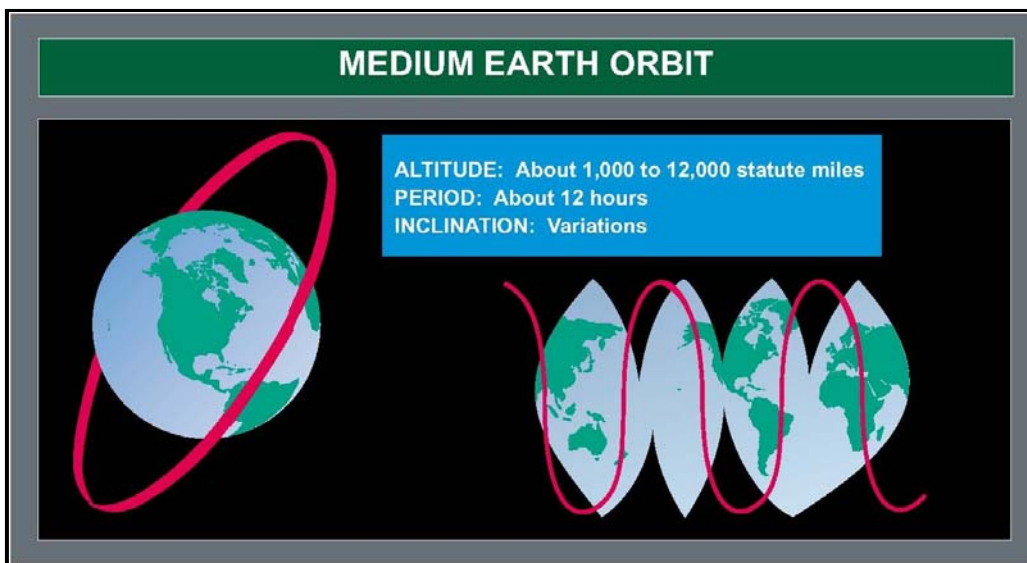 MEDIUM EARTH ORBIT
ALTITUDE: About 1,000 to 12,000 statute miles
PERIOD: About 12 hours
INCLINATION: Variations